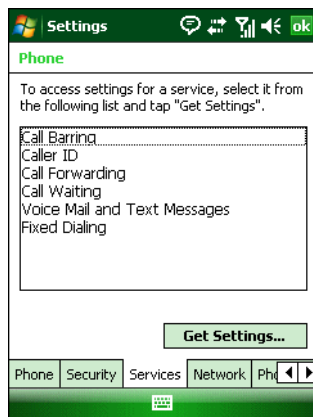 Settings ok
Phone
To access settings for a service, select it from
the following list and tap "Get Settings".
Call Barring
Caller ID
Call Forwarding
Call Waiting
Voice Mail and Text Messages
Fixed Dialing
Get Settings...
Phone Security Services Network Pho